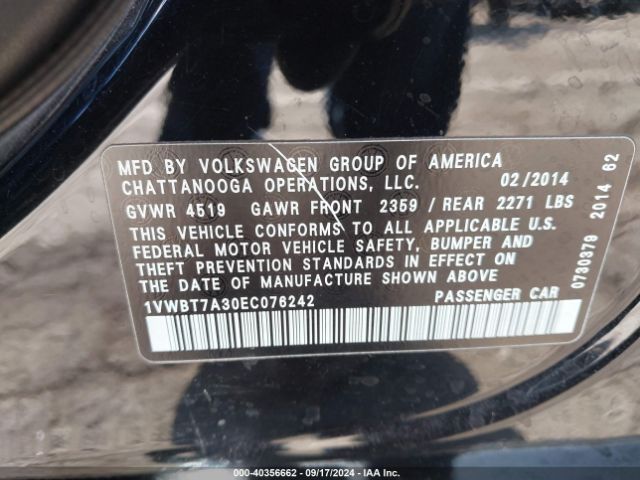 MFD BY VOLKSWAGEN GROUP OF AMERICA
CHATTANOOGA OPERATIONS, LLC. 02/2014
GVWR 4519 GAWR FRONT 2359 / REAR 2271 LBS
THIS VEHICLE CONFORMS TO ALL APPLICABLE U.S.
FEDERAL MOTOR VEHICLE SAFETY, BUMPER AND
THEFT PREVENTION STANDARDS IN EFFECT ON
THE DATE OF MANUFACTURE SHOWN ABOVE
1VWBT7A30EC076242 PASSENGER CAR
0730379 2014 62
000-40356662 - 09/17/2024 - IAA Inc.